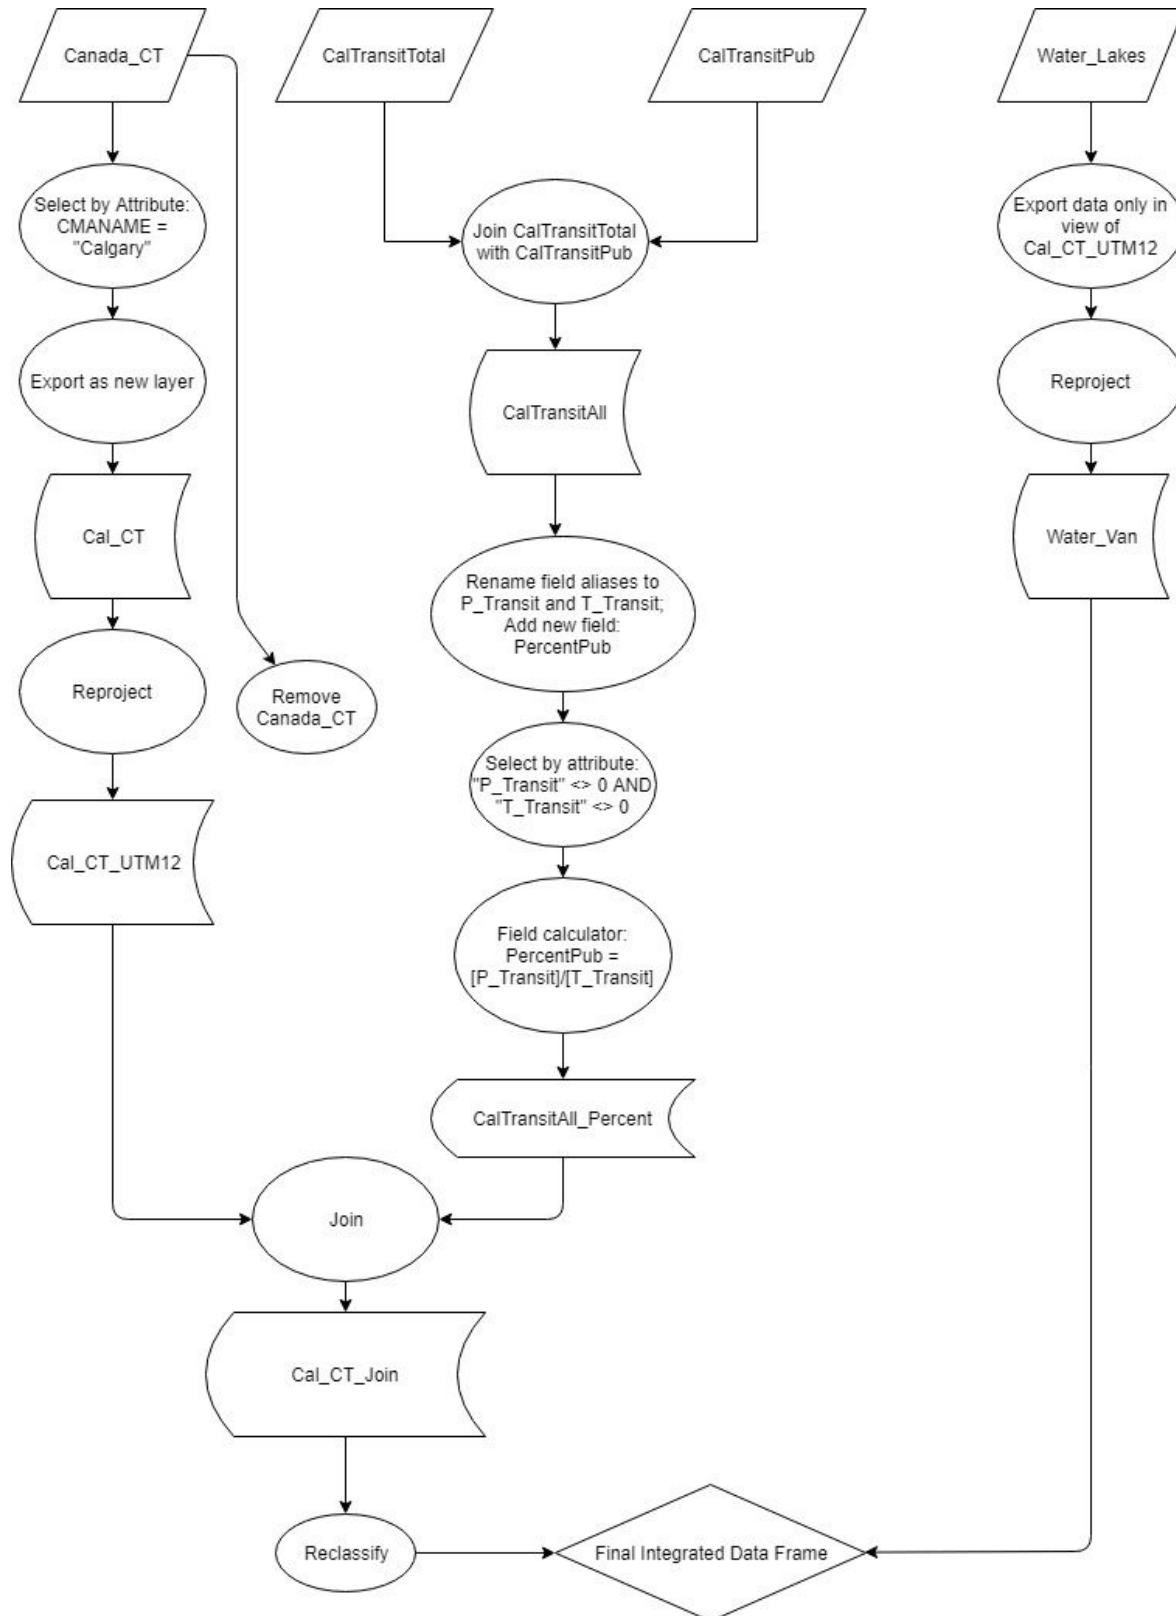 Canada_CT
CalTransitTotal
CalTransitPub
Water_Lakes
Select by Attribute:
CMANAME =
"Calgary"
Join CalTransitTotal
with CalTransitPub
Export data only in
view of
Cal_CT_UTM12
Export as new layer
Reproject
CalTransitAll
Cal_CT
Water_Van
Rename field aliases to
P_Transit and T_Transit;
Add new field:
PercentPub
Reproject
Remove
Canada_CT
Select by attribute:
"P_Transit" <> 0 AND
"T_Transit" <> 0
Cal_CT_UTM12
Field calculator:
PercentPub =
[P_Transit]/[T_Transit]
CalTransitAll_Percent
Join
Cal_CT_Join
Reclassify
Final Integrated Data Frame